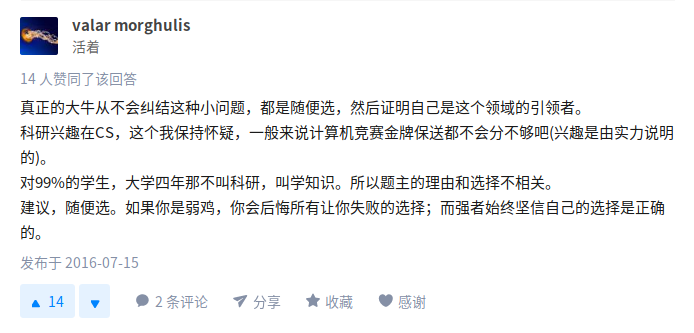 valar morghulis
活着
14 人赞同了该回答
真正的大牛从不会纠结这种小问题，都是随便选，然后证明自己是这个领域的引领者。
科研兴趣在CS，这个我保持怀疑，一般来说计算机竞赛金牌保送都不会分不够吧(兴趣是由实力说明
的)。
对99%的学生，大学四年那不叫科研，叫学知识。所以题主的理由和选择不相关。
建议，随便选。如果你是弱鸡，你会后悔所有让你失败的选择；而强者始终坚信自己的选择是正确
的。
发布于 2016-07-15
14 2 条评论 分享 收藏 感谢